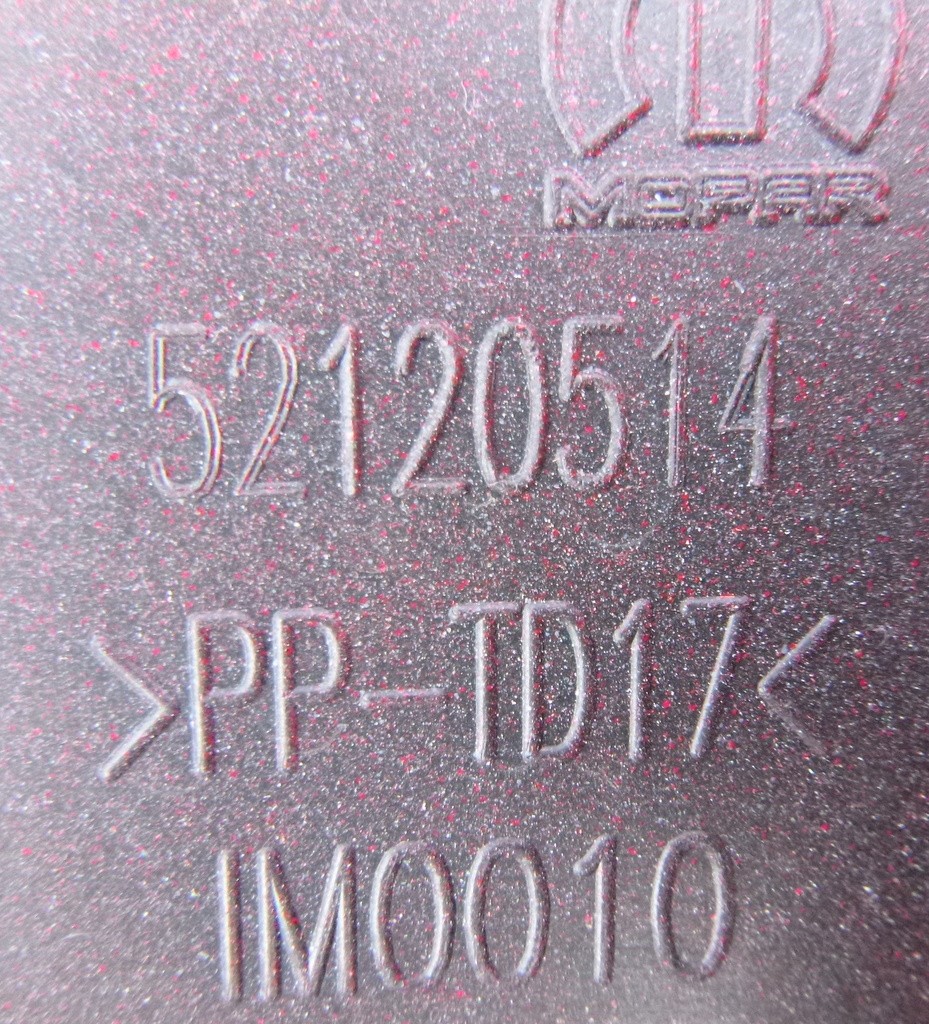 MOPAR
52120514
>PP-TD17<
IM0010